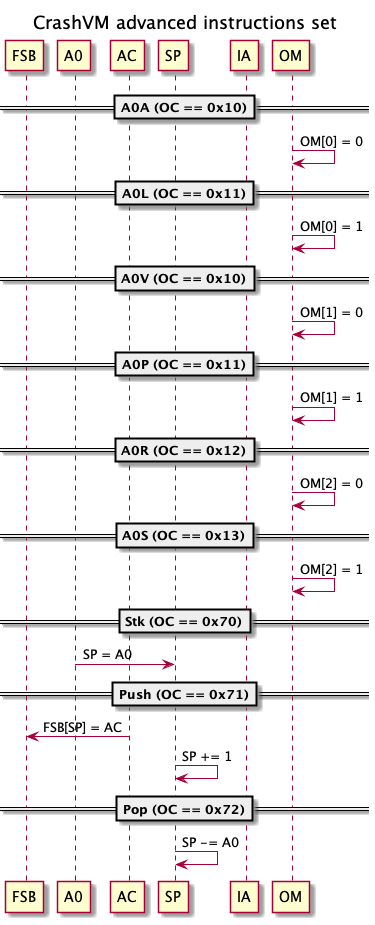 CrashVM advanced instructions set
FSB A0 AC SP IA OM
A0A (OC == 0x10)
OM[0] = 0
A0L (OC == 0x11)
OM[0] = 1
A0V (OC == 0x10)
OM[1] = 0
A0P (OC == 0x11)
OM[1] = 1
A0R (OC == 0x12)
OM[2] = 0
A0S (OC == 0x13)
OM[2] = 1
Stk (OC == 0x70)
SP = A0
Push (OC == 0x71)
FSB[SP] = AC
SP += 1
Pop (OC == 0x72)
SP -= A0
FSB A0 AC SP IA OM